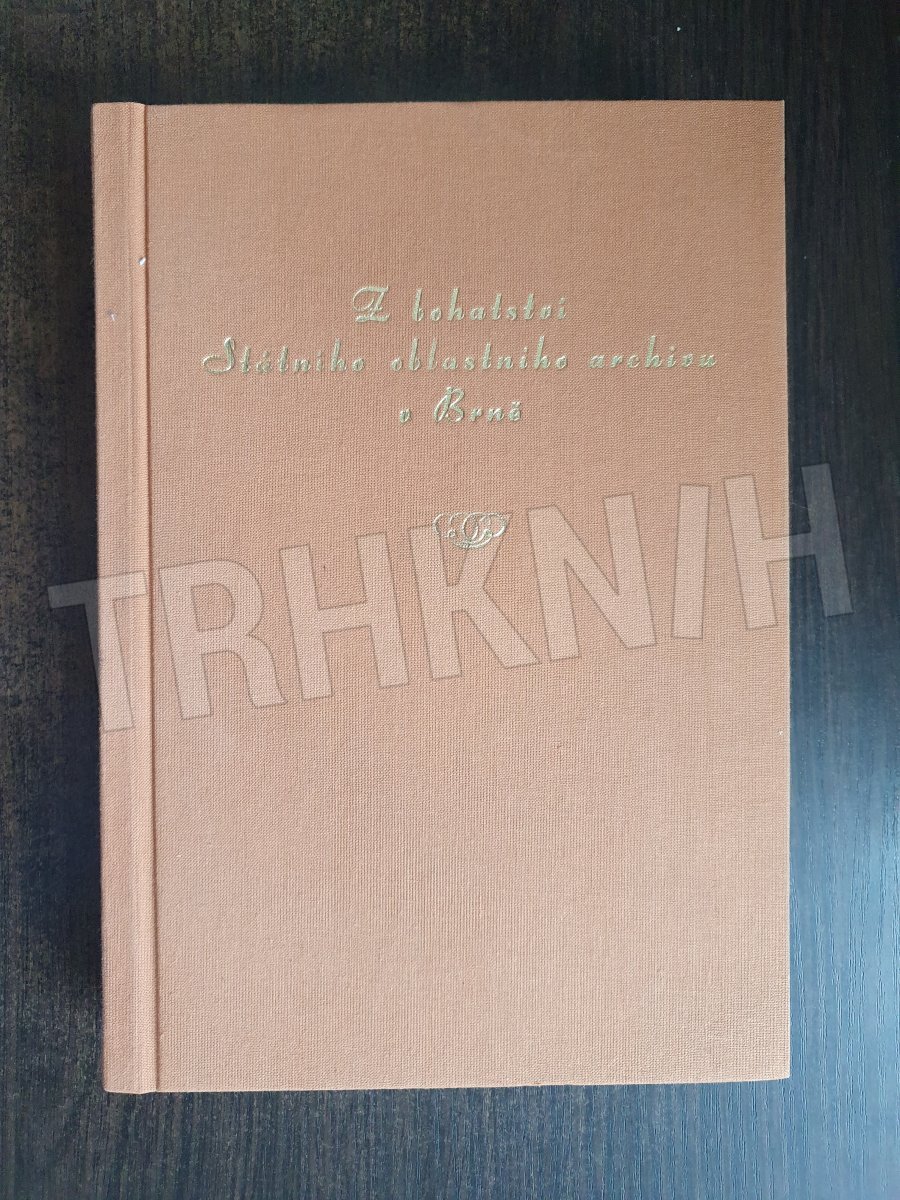 Z bohatství
Státního oblastního archivu
v Brně
TRHKNIH